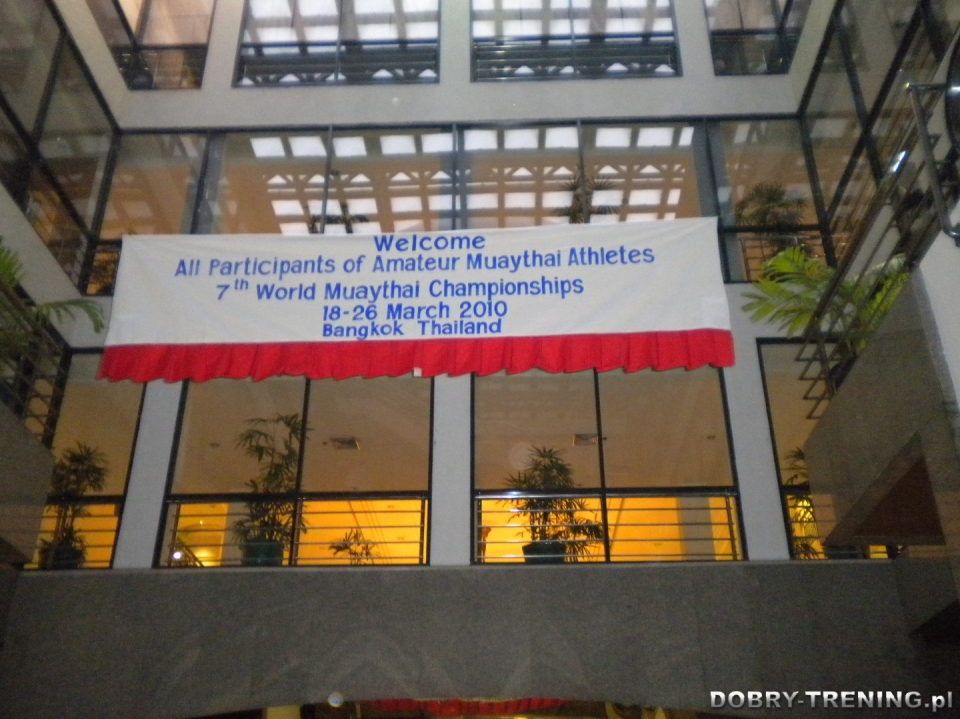 Welcome
All Participants of Amateur Muaythai Athletes
7th World Muaythai Championships
18-26 March 2010
Bangkok Thailand
DOBRY-TRENING.pl